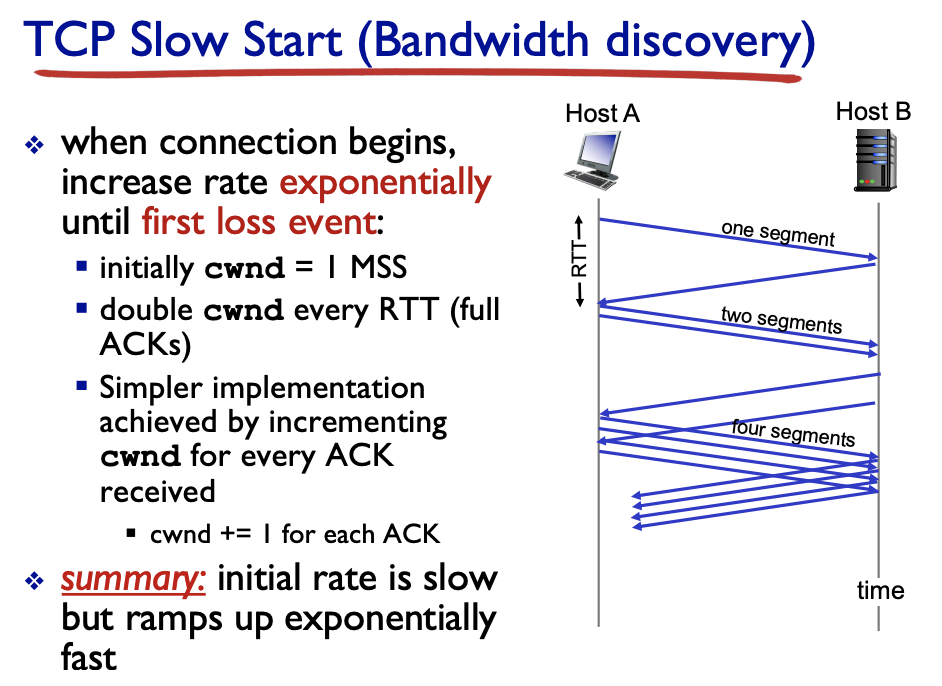 TCP Slow Start (Bandwidth discovery)
❖ when connection begins,
increase rate exponentially
until first loss event:
▪ initially cwnd = 1 MSS
▪ double cwnd every RTT (full
ACKs)
▪ Simpler implementation
achieved by incrementing
cwnd for every ACK
received
▪ cwnd += 1 for each ACK
❖ summary: initial rate is slow
but ramps up exponentially
fast
Host A
Host B
RTT
one segment
two segments
four segments
time